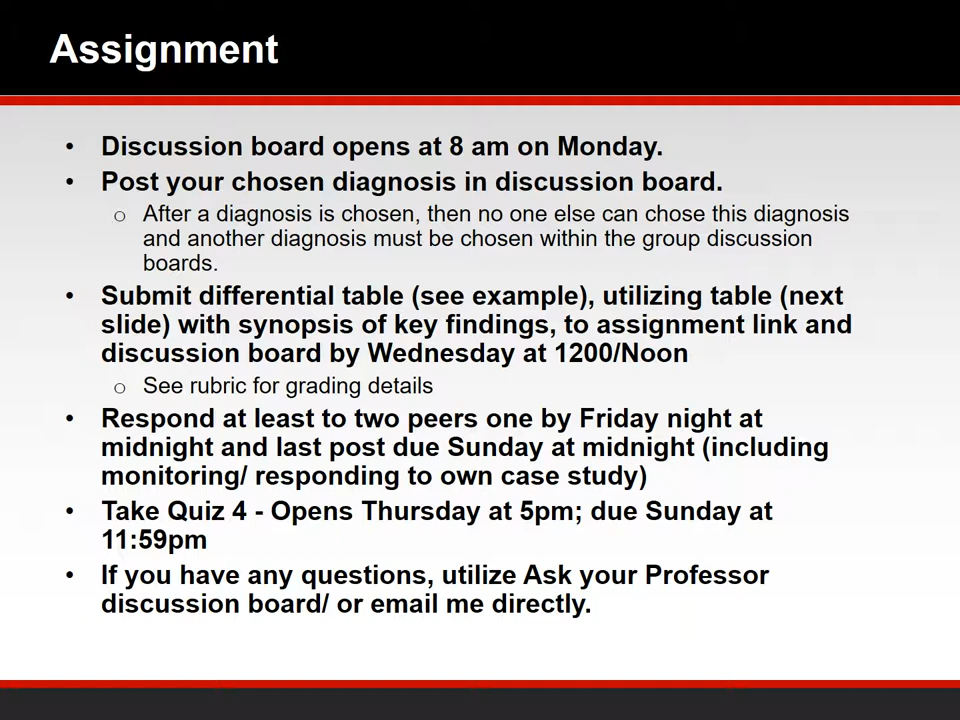 Assignment
• Discussion board opens at 8 am on Monday.
• Post your chosen diagnosis in discussion board.
o After a diagnosis is chosen, then no one else can chose this diagnosis
and another diagnosis must be chosen within the group discussion
boards.
• Submit differential table (see example), utilizing table (next
slide) with synopsis of key findings, to assignment link and
discussion board by Wednesday at 1200/Noon
o See rubric for grading details
• Respond at least to two peers one by Friday night at
midnight and last post due Sunday at midnight (including
monitoring/ responding to own case study)
• Take Quiz 4 - Opens Thursday at 5pm; due Sunday at
11:59pm
• If you have any questions, utilize Ask your Professor
discussion board/ or email me directly.